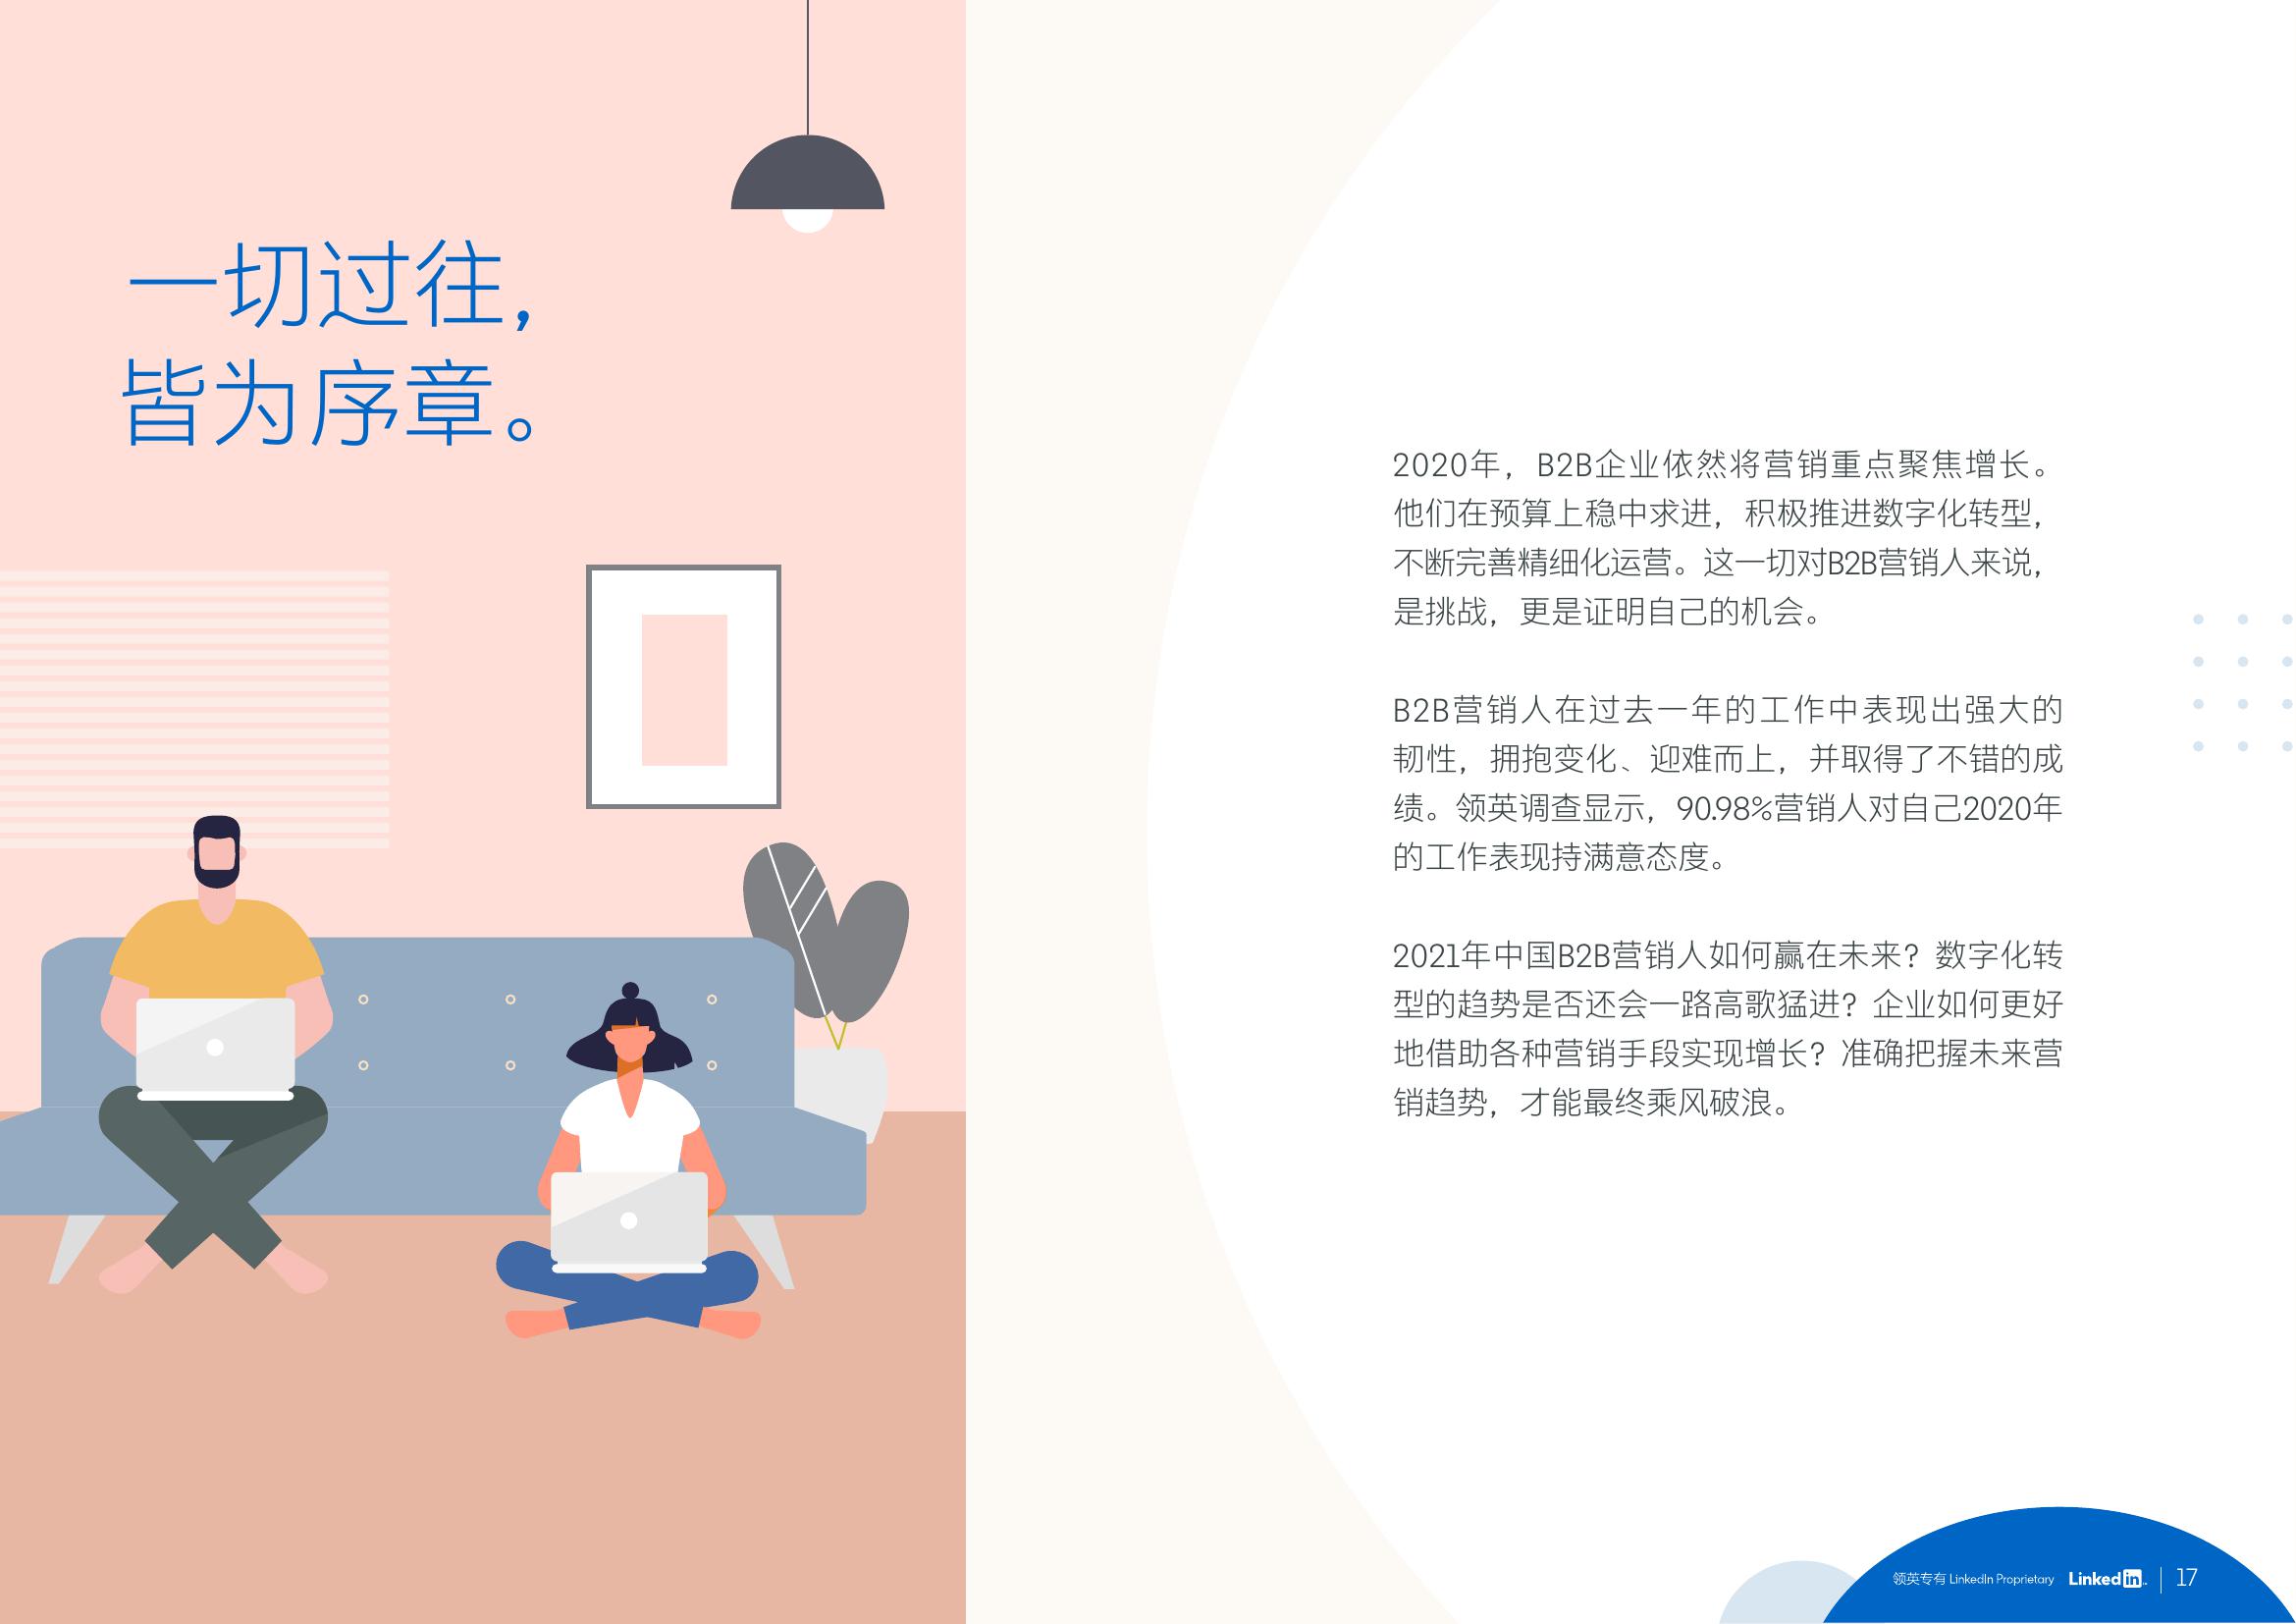 一切过往，
皆为序章。
2020年，B2B企业依然将营销重点聚焦增长。
他们在预算上稳中求进，积极推进数字化转型，
不断完善精细化运营。这一切对B2B营销人来说，
是挑战，更是证明自己的机会。
B2B营销人在过去一年的工作中表现出强大的
韧性，拥抱变化、迎难而上，并取得了不错的成
绩。领英调查显示，90.98%营销人对自己2020年
的工作表现持满意态度。
2021年中国B2B营销人如何赢在未来？数字化转
型的趋势是否还会一路高歌猛进？企业如何更好
地借助各种营销手段实现增长？准确把握未来营
销趋势，才能最终乘风破浪。
领英专有 LinkedIn Proprietary LinkedIn 17